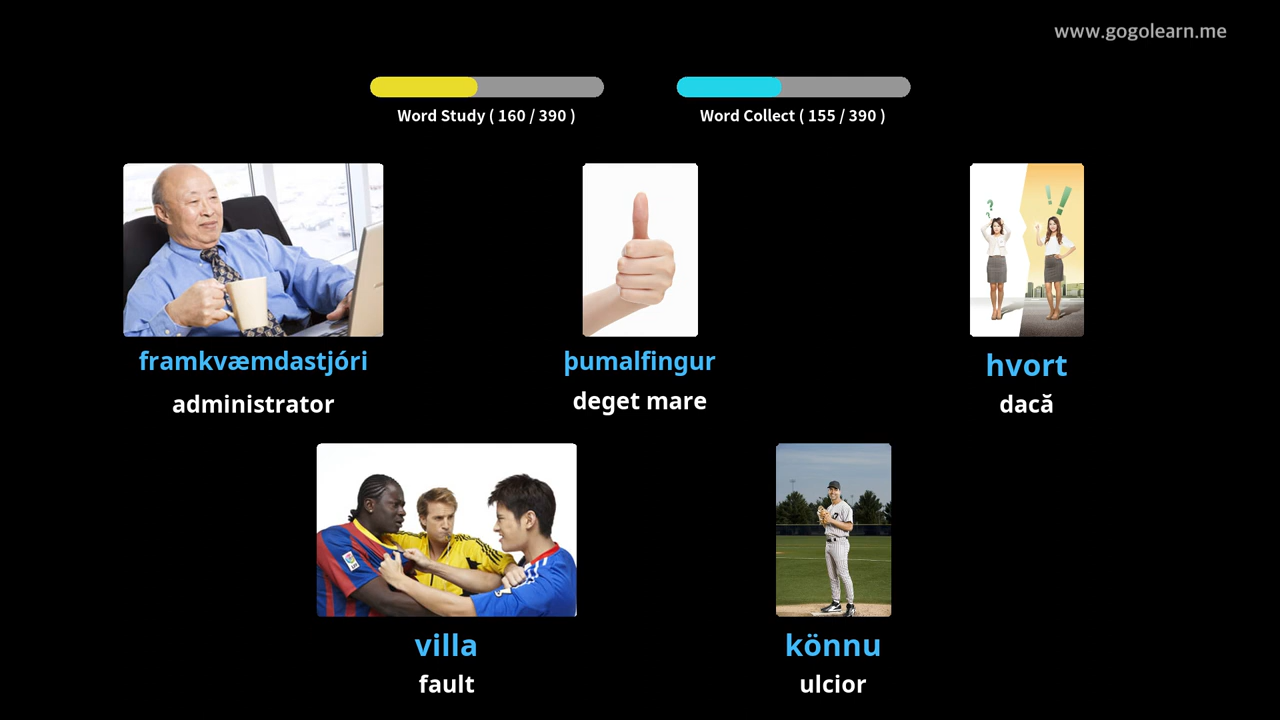 www.gogolearn.me
Word Study ( 160 / 390 )
Word Collect ( 155 / 390 )
framkvæmdastjóri
administrator
þumalfingur
deget mare
hvort
dacă
villa
fault
könnu
ulcior